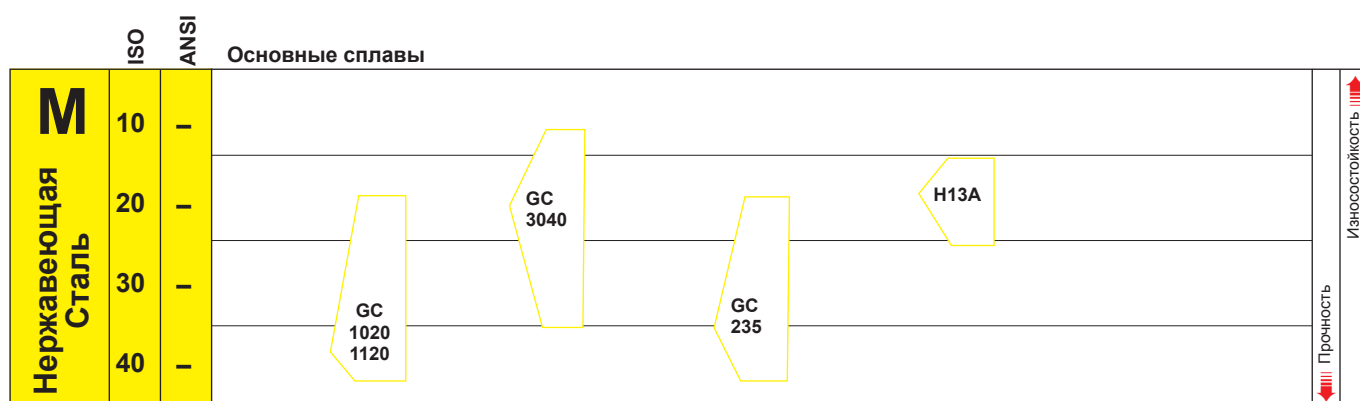 ISO
ANSI
Основные сплавы
M
Нержавеющая
Сталь
10 –
20 –
30 –
40 –
GC
1020
1120
GC
3040
GC
235
H13A
Прочность
Износостойкость